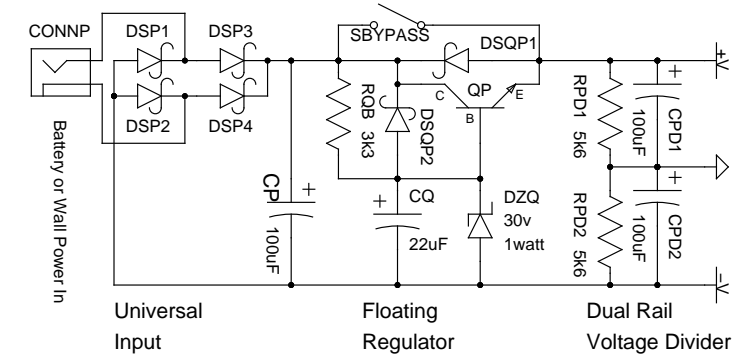 CONNP
DSP1
DSP3
DSP2
DSP4
Battery or Wall Power In
SBYPASS
DSQP1
QP
C
E
B
RQB 3k3
DSQP2
CP
100uF
CQ
22uF
DZQ
30v
1watt
RPD1 5k6
CPD1
100uF
RPD2 5k6
CPD2
100uF
+V
-V
Universal
Input
Floating
Regulator
Dual Rail
Voltage Divider